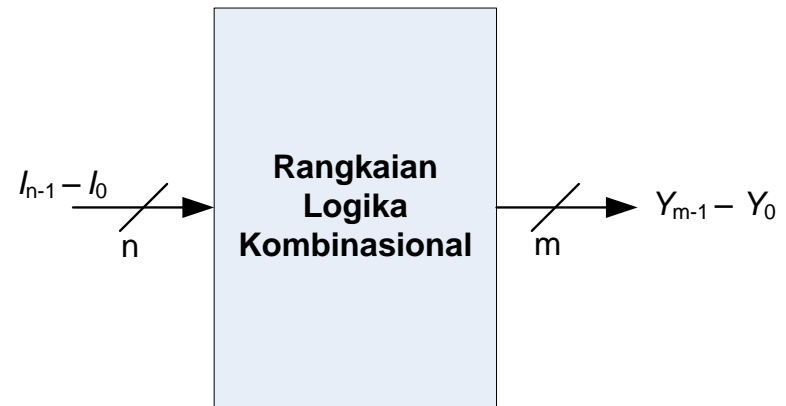 Rangkaian
Logika
Kombinasional
Iₙ₋₁ – I₀
n
m
Yₘ₋₁ – Y₀